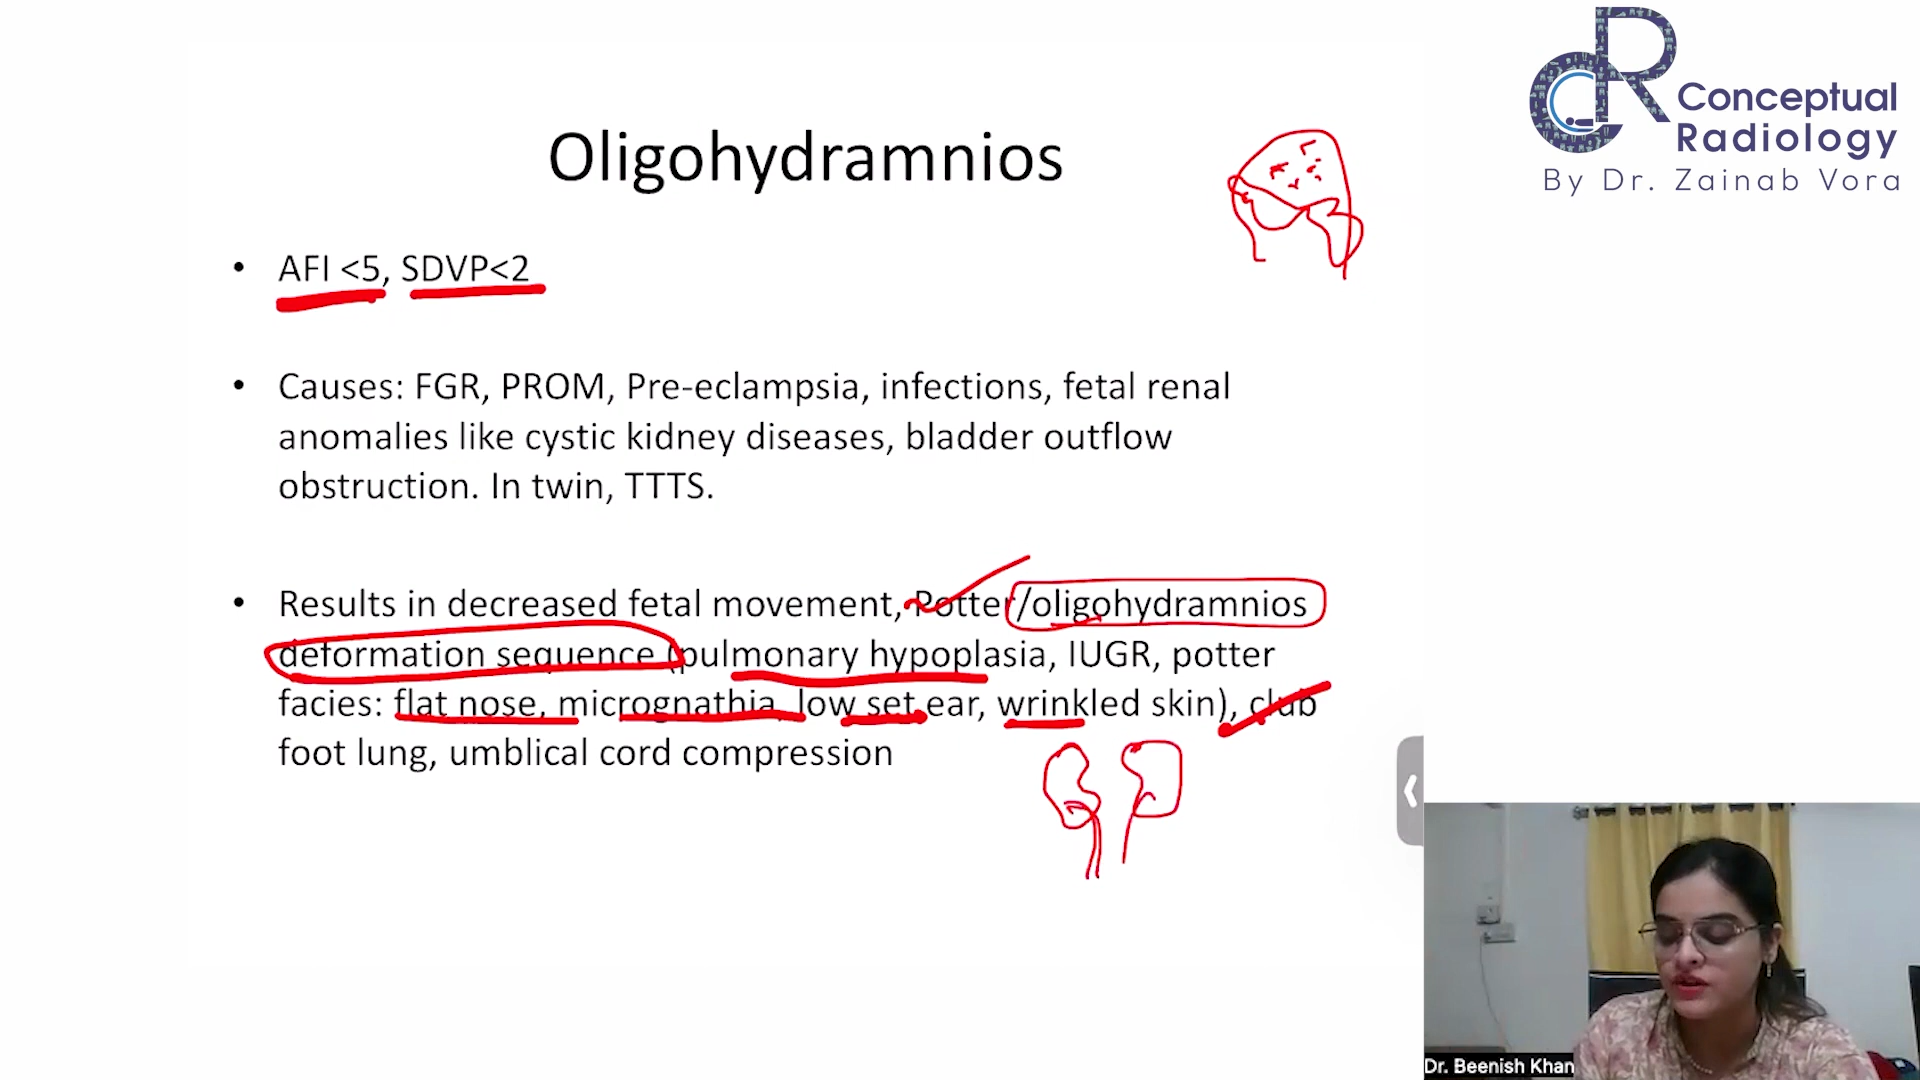 Conceptual
Radiology
By Dr. Zainab Vora
Oligohydramnios
• AFI <5, SDVP<2
• Causes: FGR, PROM, Pre-eclampsia, infections, fetal renal
anomalies like cystic kidney diseases, bladder outflow
obstruction. In twin, TTTS.
• Results in decreased fetal movement, Potter/oligohydramnios
deformation sequence (pulmonary hypoplasia, IUGR, potter
facies: flat nose, micrognathia, low set ear, wrinkled skin), club
foot lung, umblical cord compression
Dr. Beenish Khan